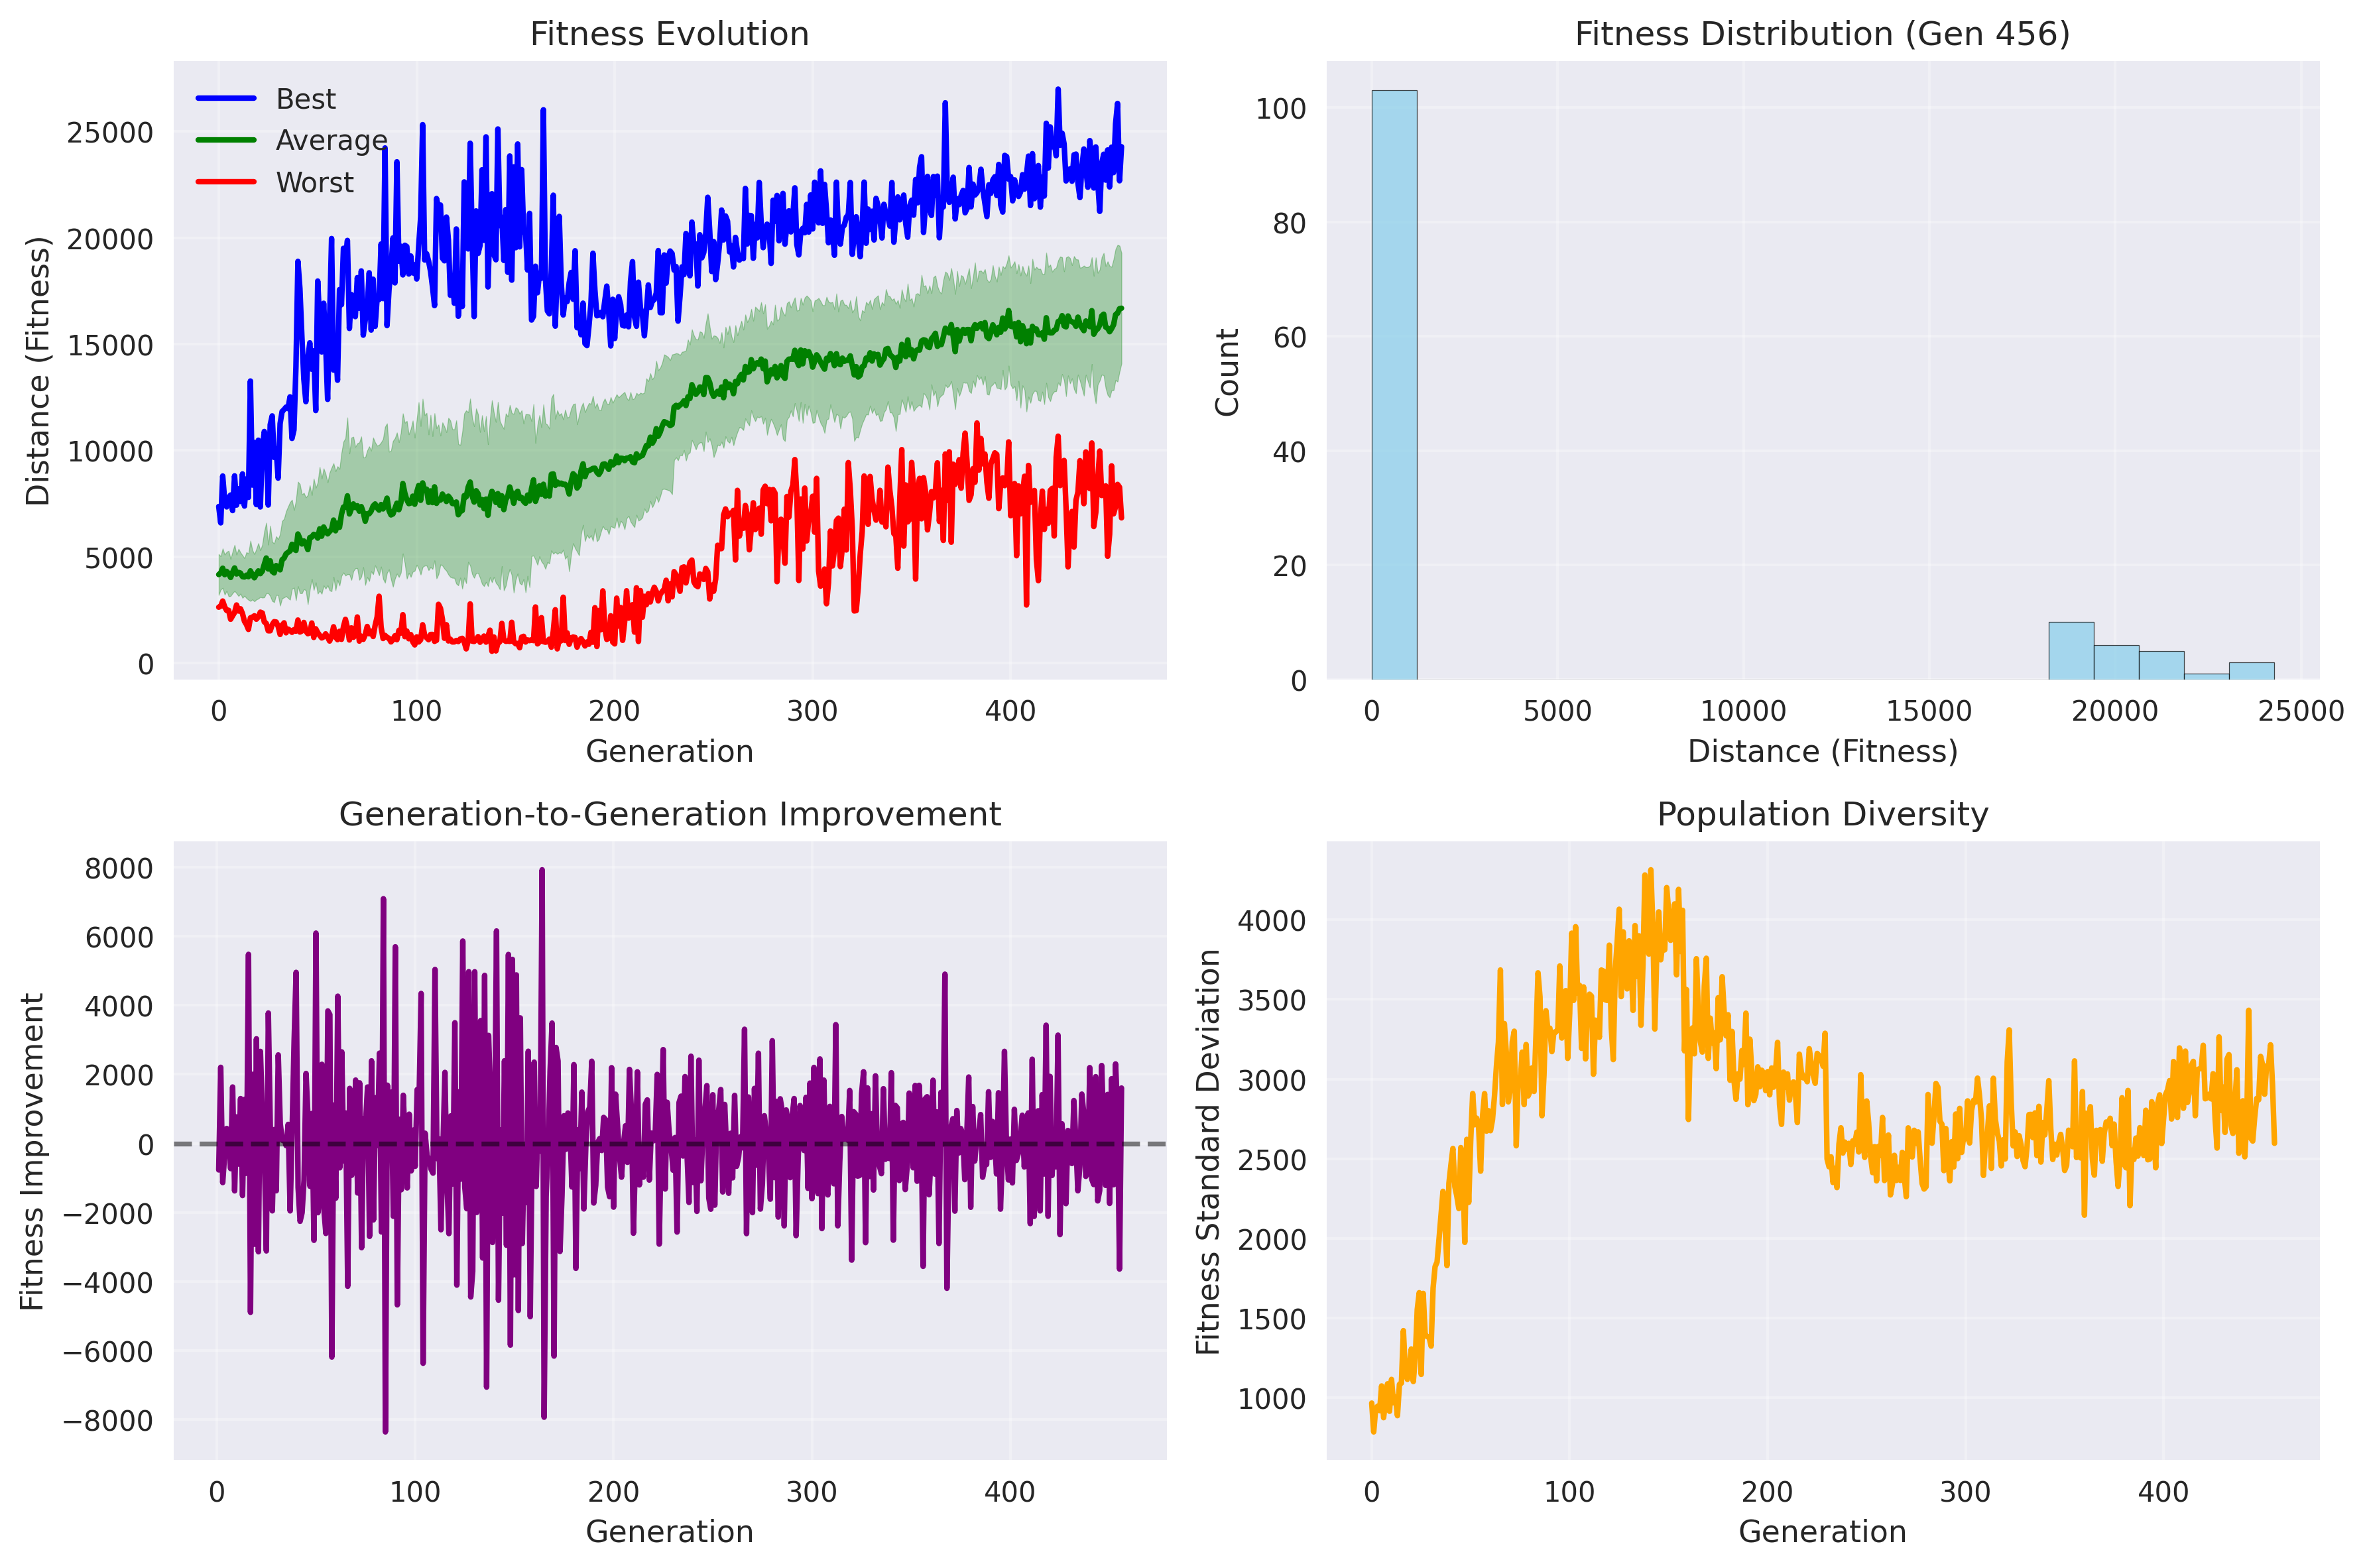 Fitness Evolution
Best
Average
Worst
25000
20000
15000
10000
5000
0
Distance (Fitness)
0 100 200 300 400
Generation
Fitness Distribution (Gen 456)
100
80
60
40
20
0
Count
0 5000 10000 15000 20000 25000
Distance (Fitness)
Generation-to-Generation Improvement
8000
6000
4000
2000
0
−2000
−4000
−6000
−8000
Fitness Improvement
0 100 200 300 400
Generation
Population Diversity
4000
3500
3000
2500
2000
1500
1000
Fitness Standard Deviation
0 100 200 300 400
Generation